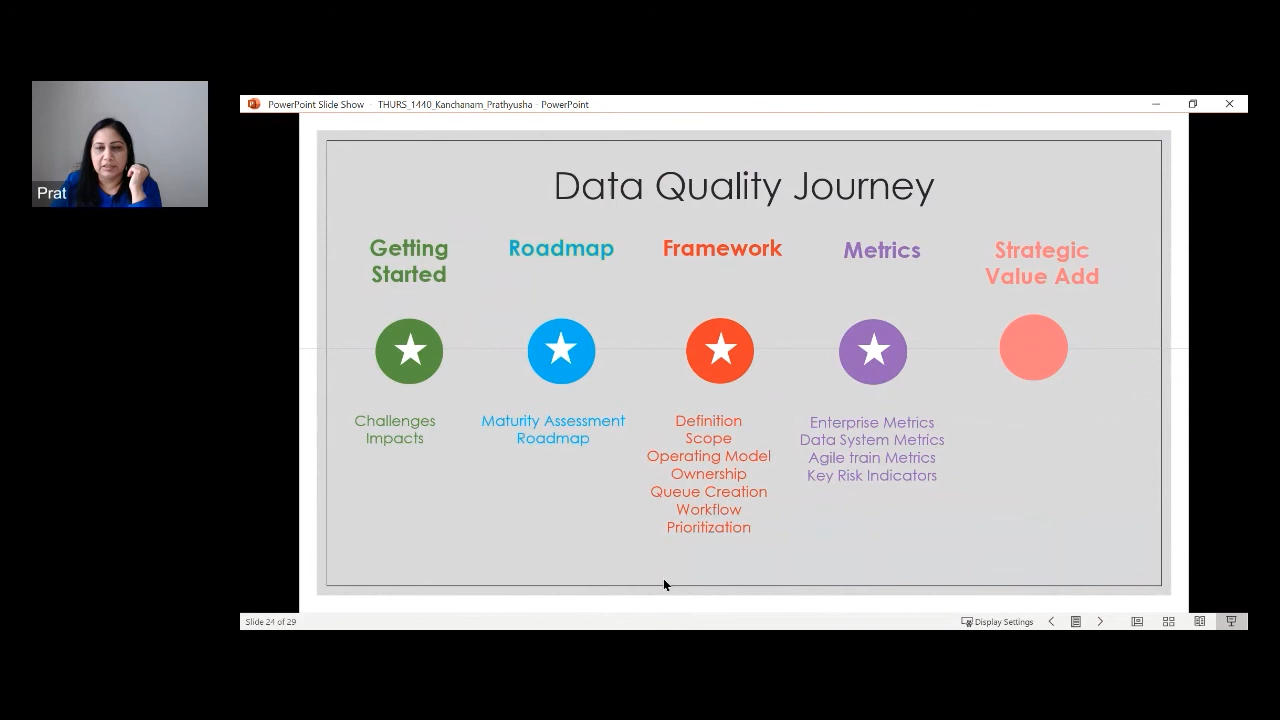 Prat
PowerPoint Slide Show - THURS_1440_Kanchanam_Prathyusha - PowerPoint
Data Quality Journey
Getting
Started
Roadmap
Framework
Metrics
Strategic
Value Add
Challenges
Impacts
Maturity Assessment
Roadmap
Definition
Scope
Operating Model
Ownership
Queue Creation
Workflow
Prioritization
Enterprise Metrics
Data System Metrics
Agile train Metrics
Key Risk Indicators
Slide 24 of 29
Display Settings